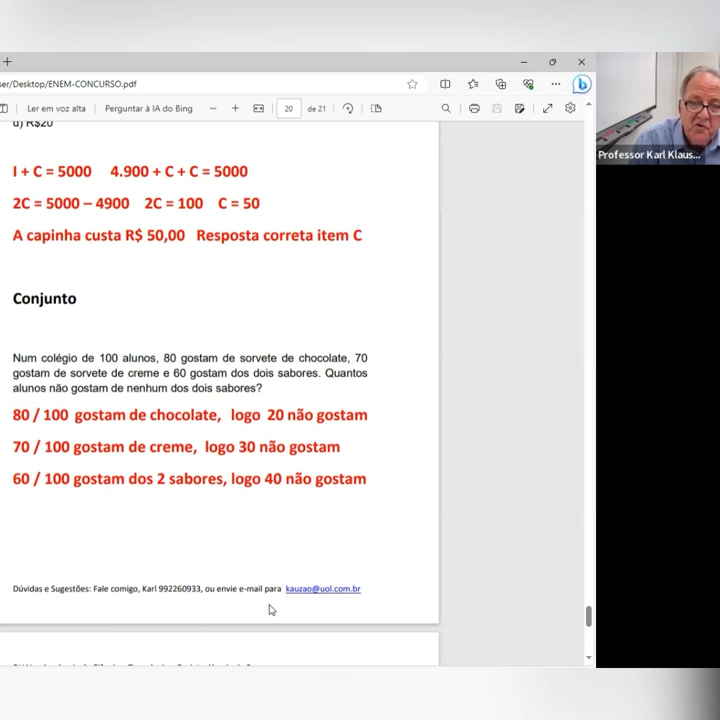 ser/Desktop/ENEM-CONCURSO.pdf
Ler em voz alta Perguntar à IA do Bing 20 de 21
d) R$20
I + C = 5000 4.900 + C + C = 5000
2C = 5000 – 4900 2C = 100 C = 50
A capinha custa R$ 50,00 Resposta correta item C
Conjunto
Num colégio de 100 alunos, 80 gostam de sorvete de chocolate, 70
gostam de sorvete de creme e 60 gostam dos dois sabores. Quantos
alunos não gostam de nenhum dos dois sabores?
80 / 100 gostam de chocolate, logo 20 não gostam
70 / 100 gostam de creme, logo 30 não gostam
60 / 100 gostam dos 2 sabores, logo 40 não gostam
Dúvidas e Sugestões: Fale comigo, Karl 992260933, ou envie e-mail para kauzao@uol.com.br
Professor Karl Klaus...